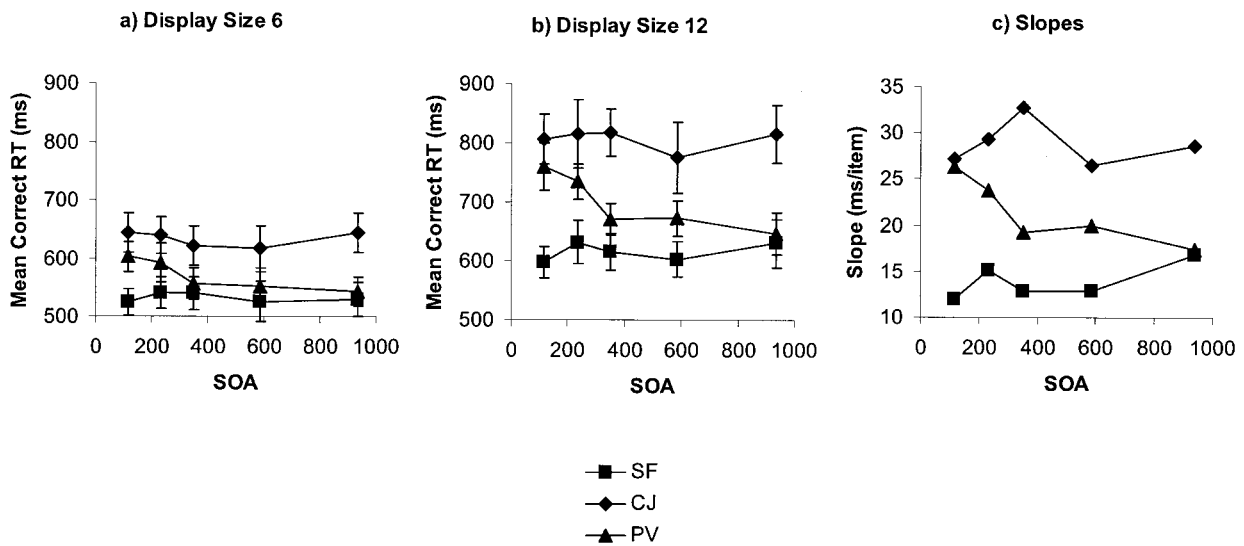 a) Display Size 6
Mean Correct RT (ms)
900
800
700
600
500
0 200 400 600 800 1000
SOA
b) Display Size 12
Mean Correct RT (ms)
900
800
700
600
500
0 200 400 600 800 1000
SOA
c) Slopes
Slope (ms/item)
35
30
25
20
15
10
0 200 400 600 800 1000
SOA
SF
CJ
PV